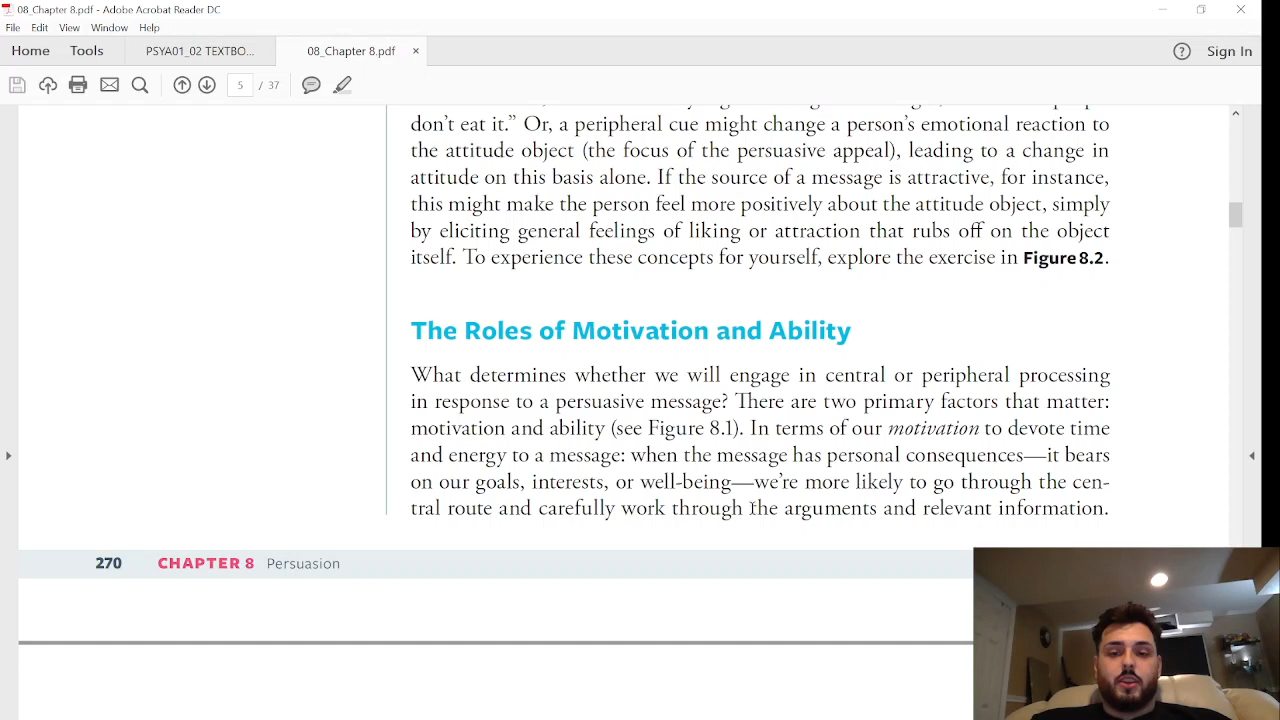 08_Chapter 8.pdf - Adobe Acrobat Reader DC
File Edit View Window Help
Home Tools PSYA01_02 TEXTBO... 08_Chapter 8.pdf × ? Sign In
5 / 37
don't eat it.” Or, a peripheral cue might change a person's emotional reaction to
the attitude object (the focus of the persuasive appeal), leading to a change in
attitude on this basis alone. If the source of a message is attractive, for instance,
this might make the person feel more positively about the attitude object, simply
by eliciting general feelings of liking or attraction that rubs off on the object
itself. To experience these concepts for yourself, explore the exercise in Figure 8.2.
The Roles of Motivation and Ability
What determines whether we will engage in central or peripheral processing
in response to a persuasive message? There are two primary factors that matter:
motivation and ability (see Figure 8.1). In terms of our motivation to devote time
and energy to a message: when the message has personal consequences—it bears
on our goals, interests, or well-being—we're more likely to go through the cen-
tral route and carefully work through the arguments and relevant information.
270 CHAPTER 8 Persuasion